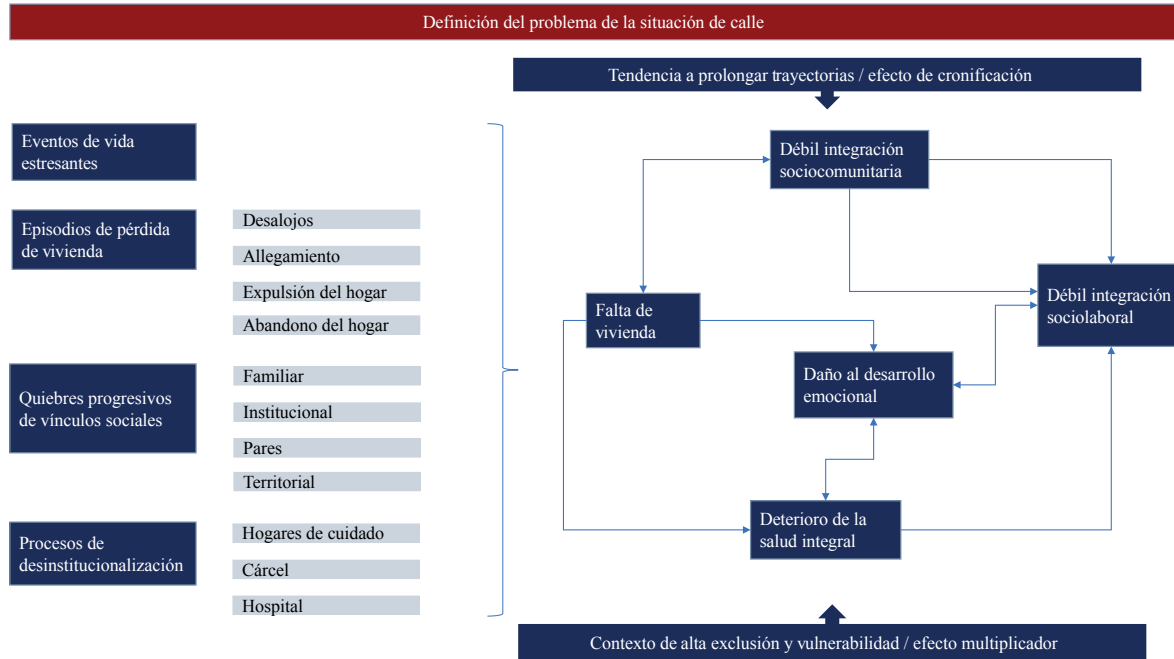 Definición del problema de la situación de calle
Tendencia a prolongar trayectorias / efecto de cronificación
Eventos de vida
estresantes
Episodios de pérdida
de vivienda
Desalojos
Allegamiento
Expulsión del hogar
Abandono del hogar
Quiebres progresivos
de vínculos sociales
Familiar
Institucional
Pares
Territorial
Procesos de
desinstitucionalización
Hogares de cuidado
Cárcel
Hospital
Débil integración
sociocomunitaria
Falta de
vivienda
Débil integración
sociolaboral
Daño al desarrollo
emocional
Deterioro de la
salud integral
Contexto de alta exclusión y vulnerabilidad / efecto multiplicador